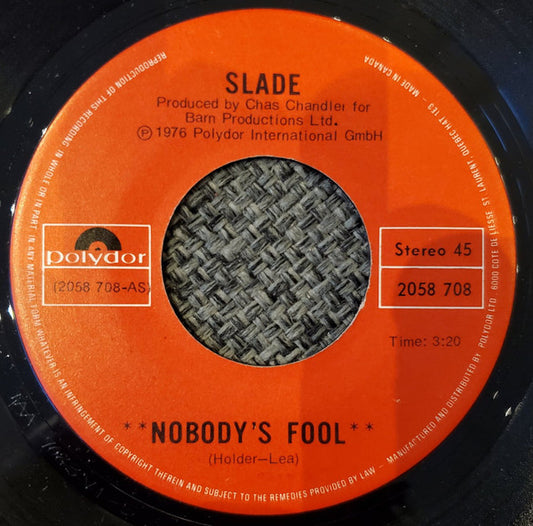 SLADE
Produced by Chas Chandler for
Barn Productions Ltd.
℗ 1976 Polydor International GmbH
polydor
(2058 708-AS)
Stereo 45
2058 708
Time: 3:20
**NOBODY'S FOOL**
(Holder-Lea)
REPRODUCTION OF THIS RECORDING IN WHOLE OR IN PART IN ANY MATERIAL FORM WHATEVER IS AN INFRINGEMENT OF COPYRIGHT THEREIN AND SUBJECT TO THE REMEDIES PROVIDED BY LAW – MANUFACTURED AND DISTRIBUTED BY POLYDOR LTD 6000 COTE DE LIESSE ST LAURENT, QUEBEC H4T 1E3 – MADE IN CANADA